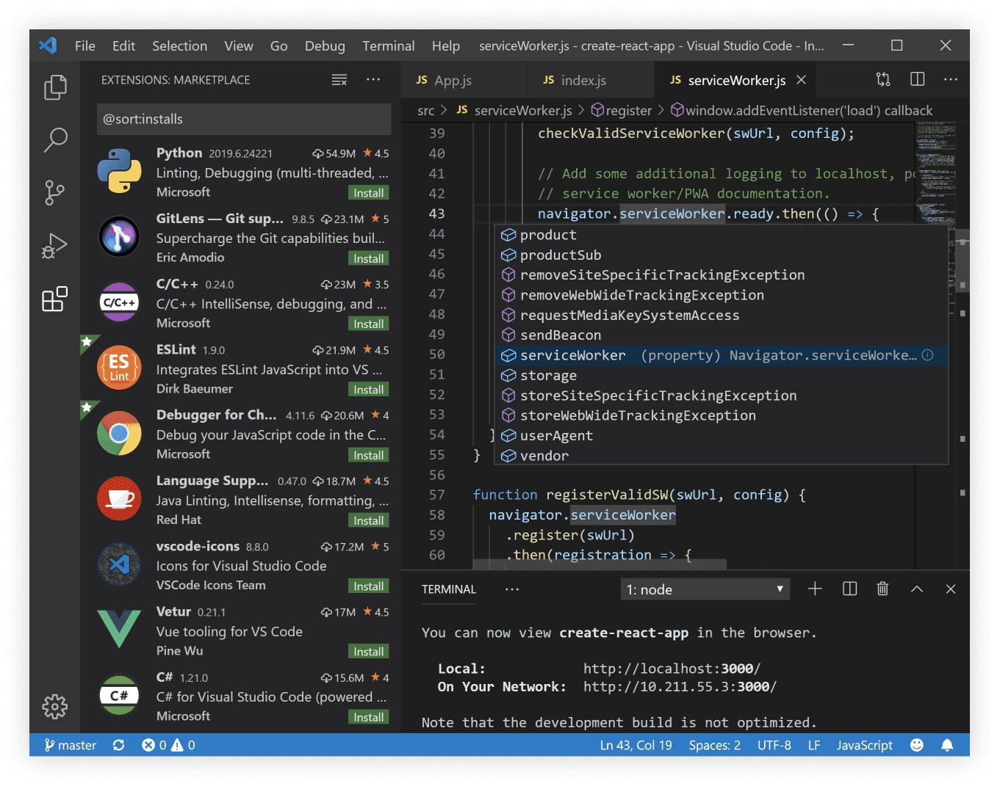 File Edit Selection View Go Debug Terminal Help serviceWorker.js - create-react-app - Visual Studio Code - In...
EXTENSIONS: MARKETPLACE
@sort:installs
Python 2019.6.24221 54.9M 4.5
Linting, Debugging (multi-threaded, ...
Microsoft Install
GitLens — Git sup... 9.8.5 23.1M 5
Supercharge the Git capabilities buil...
Eric Amodio Install
C/C++
C/C++ 0.24.0 23M 3.5
C/C++ IntelliSense, debugging, and ...
Microsoft Install
ES
Lint
ESLint 1.9.0 21.9M 4.5
Integrates ESLint JavaScript into VS ...
Dirk Baeumer Install
Debugger for Ch... 4.11.6 20.6M 4
Debug your JavaScript code in the C...
Microsoft Install
Language Supp... 0.47.0 18.7M 4.5
Java Linting, Intellisense, formatting, ...
Red Hat Install
vscode-icons 8.8.0 17.2M 5
Icons for Visual Studio Code
VSCode Icons Team Install
Vetur 0.21.1 17M 4.5
Vue tooling for VS Code
Pine Wu Install
C#
C# 1.21.0 15.6M 4
C# for Visual Studio Code (powered ...
Microsoft Install
JS App.js JS index.js JS serviceWorker.js
src > JS serviceWorker.js > register > window.addEventListener('load') callback
39 checkValidServiceWorker(swUrl, config);
40
41 // Add some additional logging to localhost, po
42 // service worker/PWA documentation.
43 navigator.serviceWorker.ready.then(() => {
44 product
45 productSub
46 removeSiteSpecificTrackingException
47 removeWebWideTrackingException
48 requestMediaKeySystemAccess
49 sendBeacon
50 serviceWorker (property) Navigator.serviceWorke...
51 storage
52 storeSiteSpecificTrackingException
53 storeWebWideTrackingException
54 } userAgent
55 } vendor
56
57 function registerValidSW(swUrl, config) {
58 navigator.serviceWorker
59 .register(swUrl)
60 .then(registration => {
TERMINAL ... 1: node
You can now view create-react-app in the browser.
Local: http://localhost:3000/
On Your Network: http://10.211.55.3:3000/
Note that the development build is not optimized.
master 0 0 Ln 43, Col 19 Spaces: 2 UTF-8 LF JavaScript